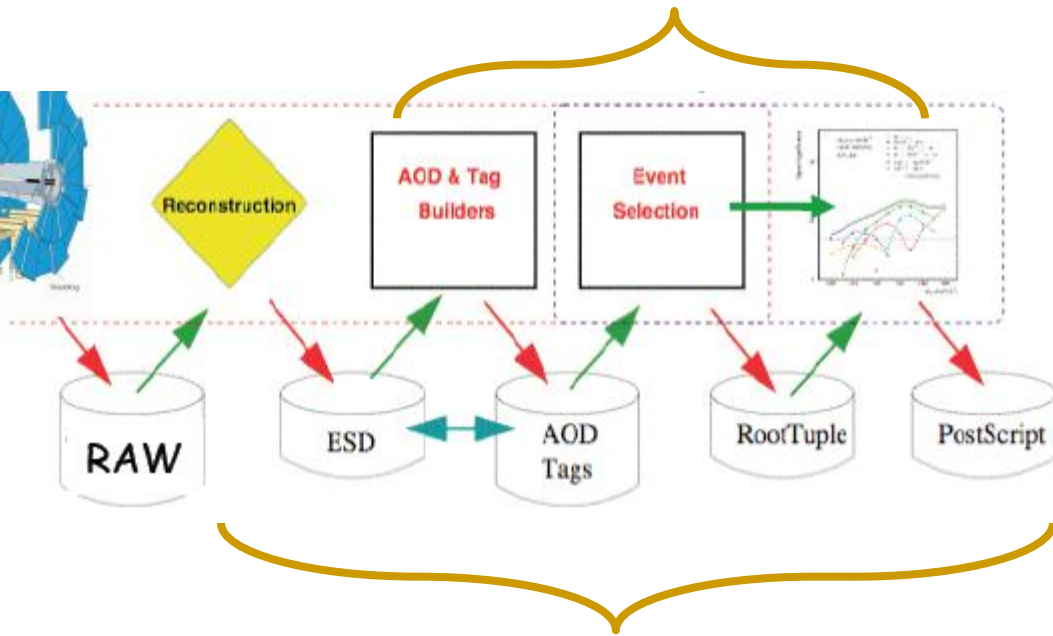 Reconstruction
AOD & Tag
Builders
Event
Selection
RAW
ESD
AOD
Tags
RootTuple
PostScript